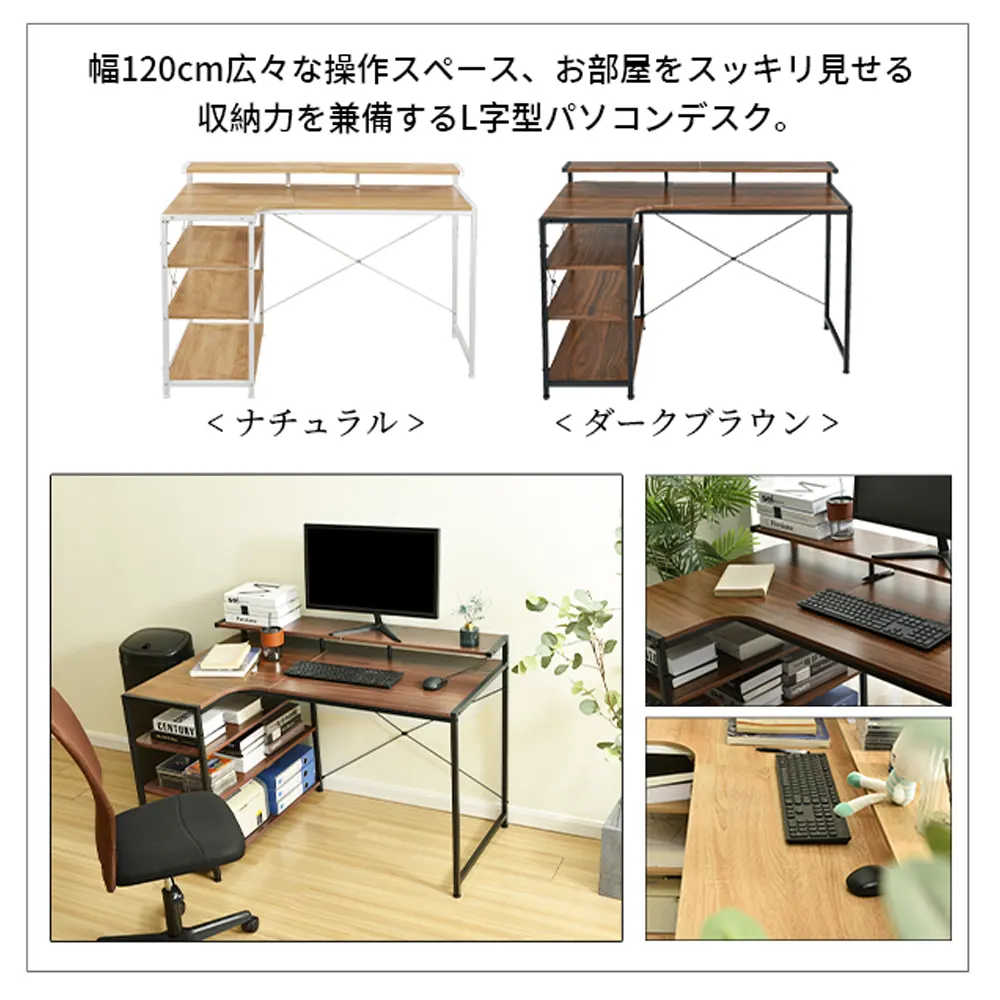 幅120cm広々な操作スペース、お部屋をスッキリ見せる
収納力を兼備するL字型パソコンデスク。
< ナチュラル >
< ダークブラウン >
CENTURY